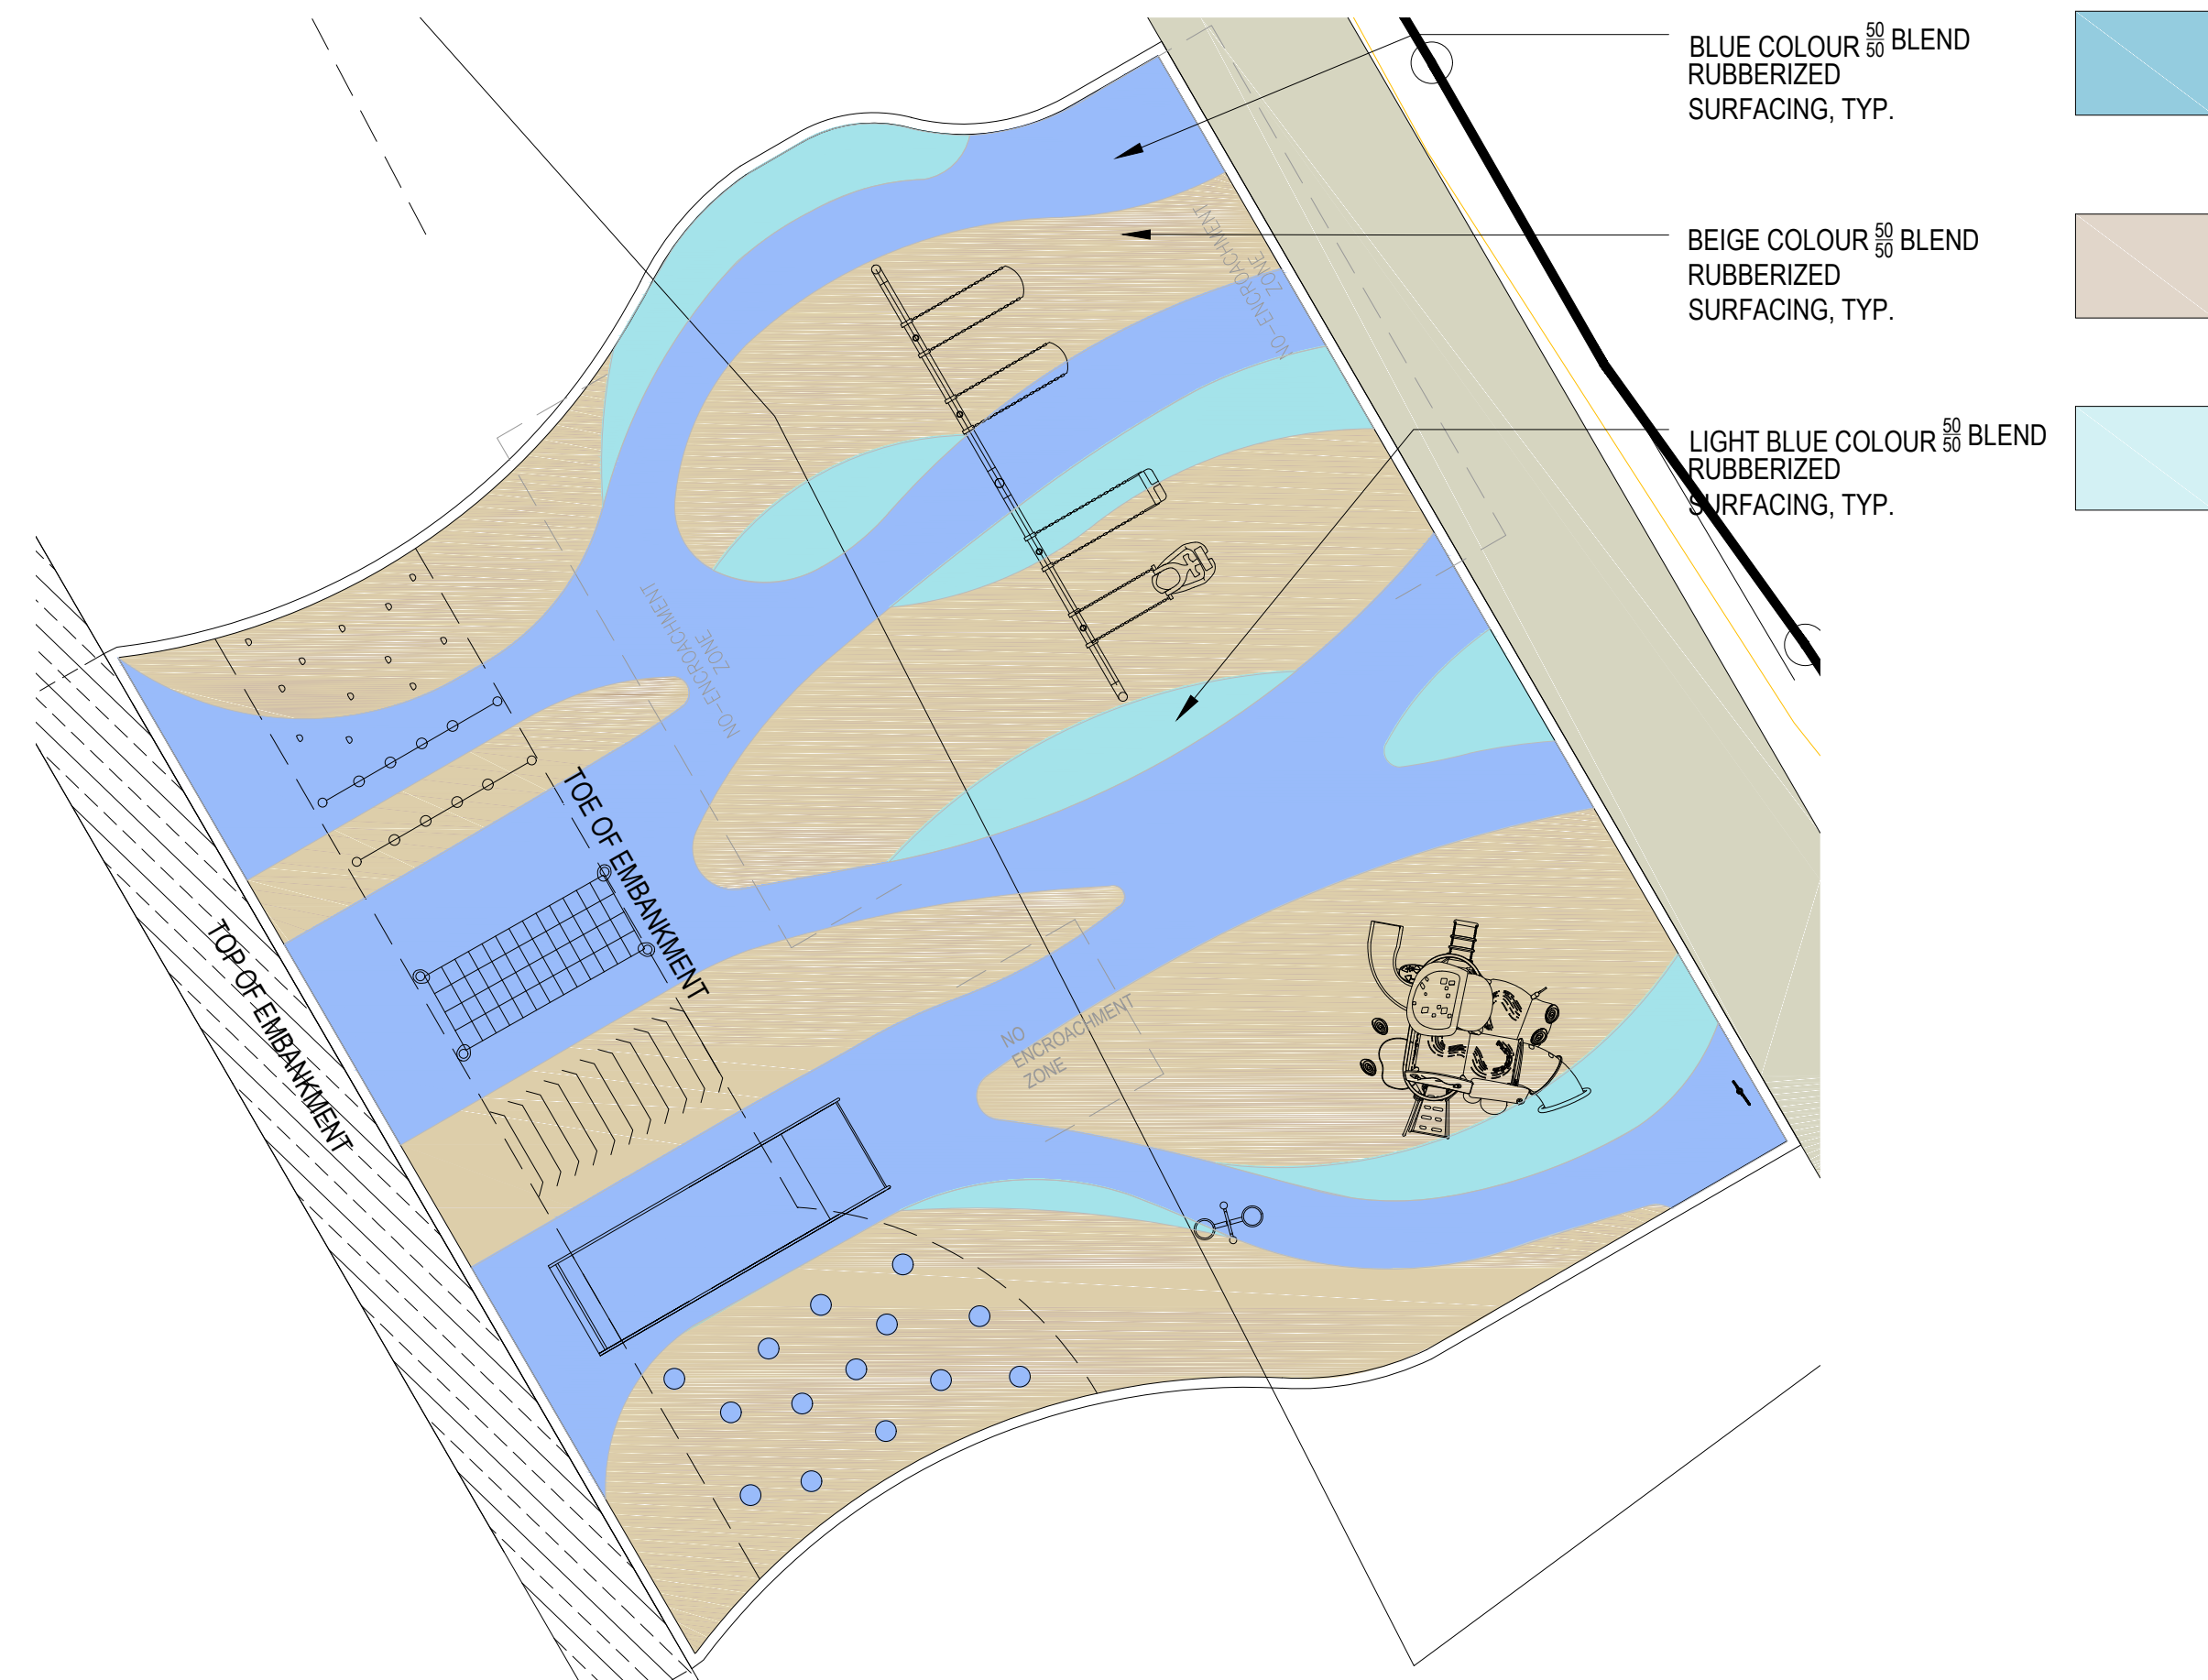 BLUE COLOUR 50/50 BLEND
RUBBERIZED
SURFACING, TYP.
BEIGE COLOUR 50/50 BLEND
RUBBERIZED
SURFACING, TYP.
LIGHT BLUE COLOUR 50/50 BLEND
RUBBERIZED
SURFACING, TYP.
NO-ENCROACHMENT
ZONE
NO-ENCROACHMENT
ZONE
TOE OF EMBANKMENT
TOP OF EMBANKMENT
NO
ENCROACHMENT
ZONE